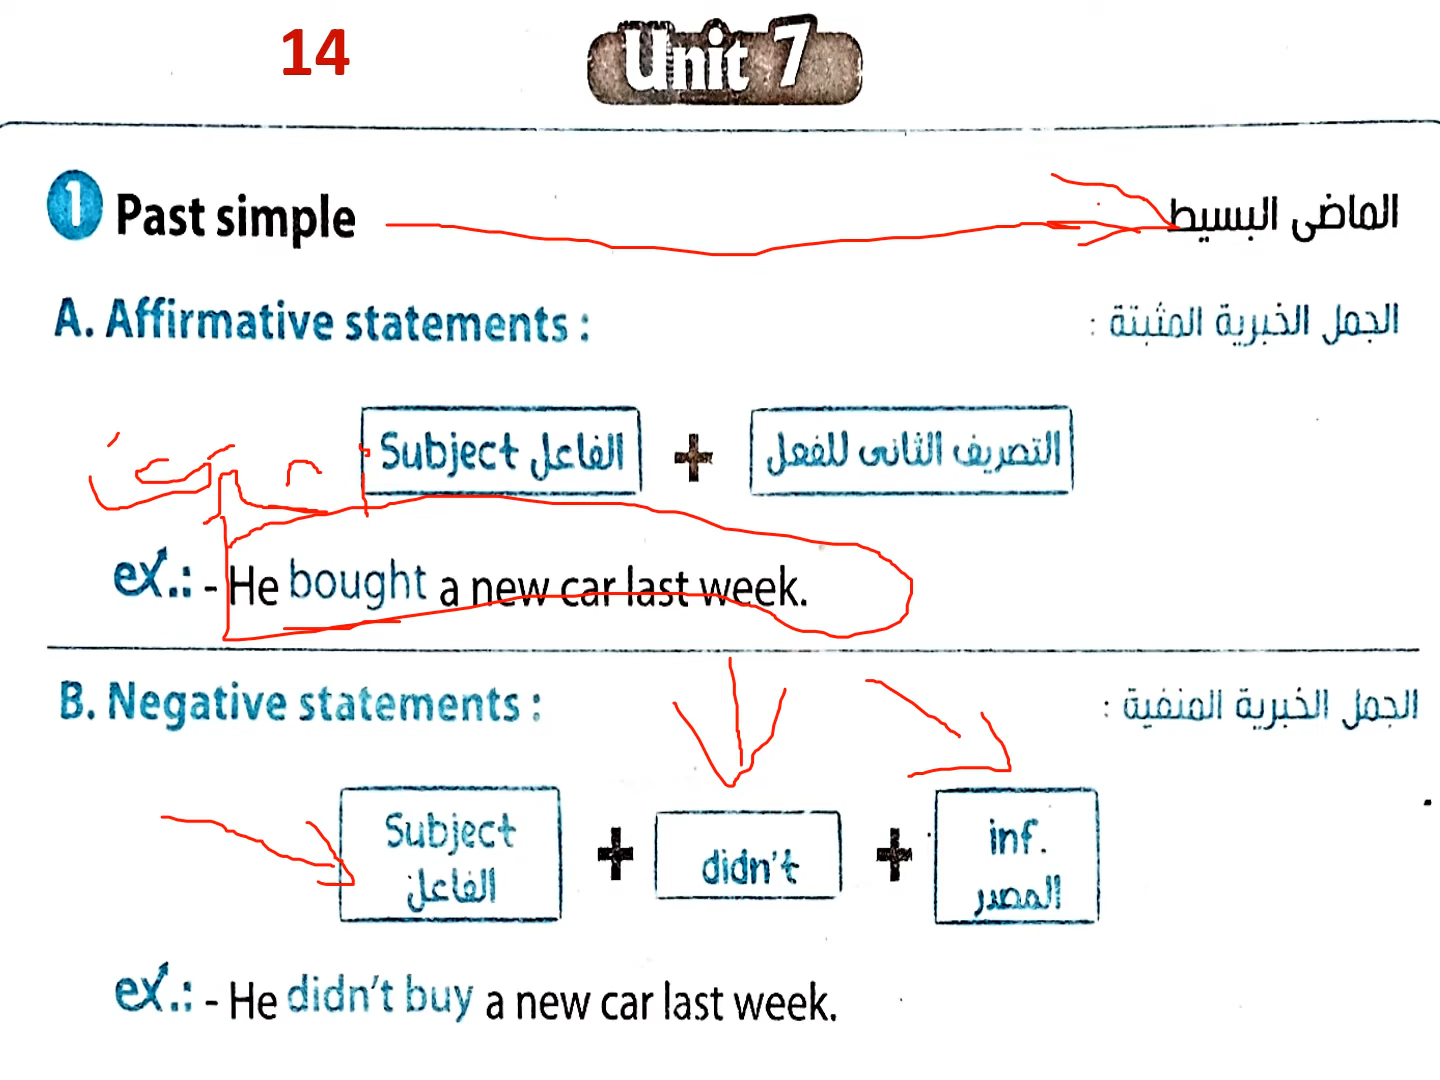 14
Unit 7
1 Past simple الماضى البسيط
A. Affirmative statements : الجمل الخبرية المثبتة :
Subject الفاعل + التصريف الثانى للفعل
ex.: - He bought a new car last week.
B. Negative statements : الجمل الخبرية المنفية :
Subject الفاعل + didn't + inf. المصدر
ex.: - He didn't buy a new car last week.